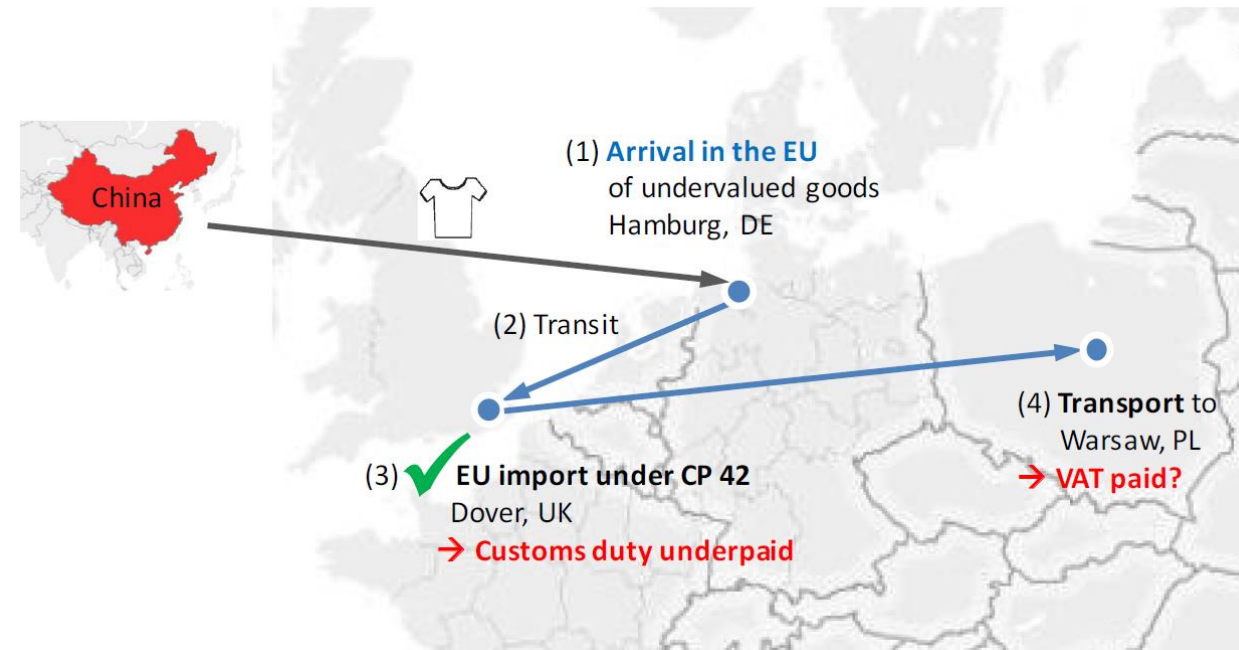 China
(1) Arrival in the EU
of undervalued goods
Hamburg, DE
(2) Transit
(3) EU import under CP 42
Dover, UK
→ Customs duty underpaid
(4) Transport to
Warsaw, PL
→ VAT paid?